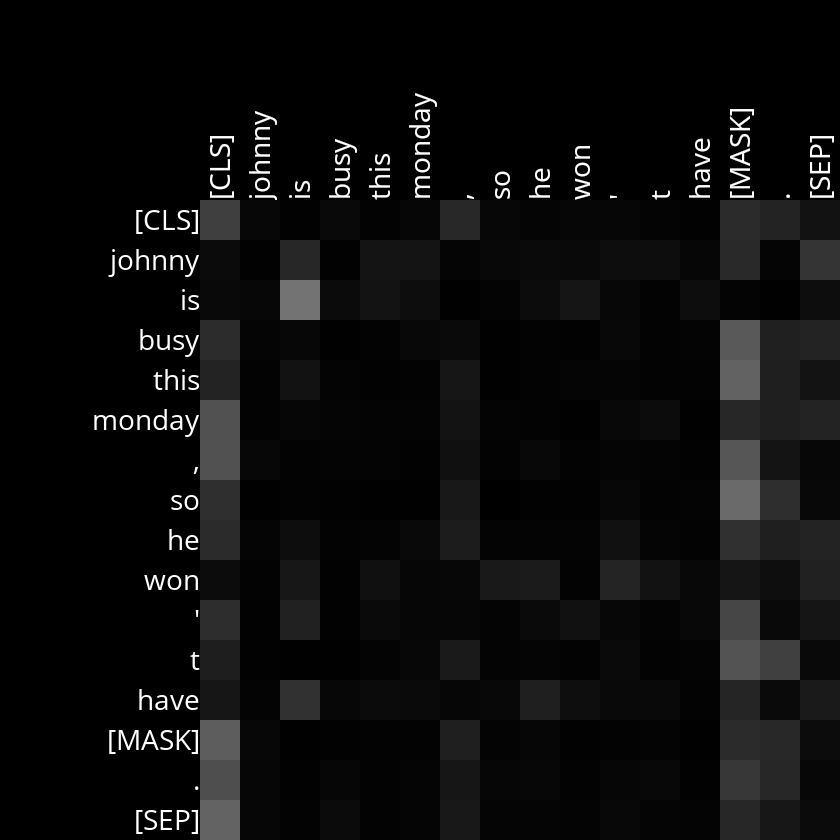 [CLS] johnny is busy this monday , so he won ' t have [MASK] . [SEP]
[CLS]
johnny
is
busy
this
monday
,
so
he
won
'
t
have
[MASK]
.
[SEP]